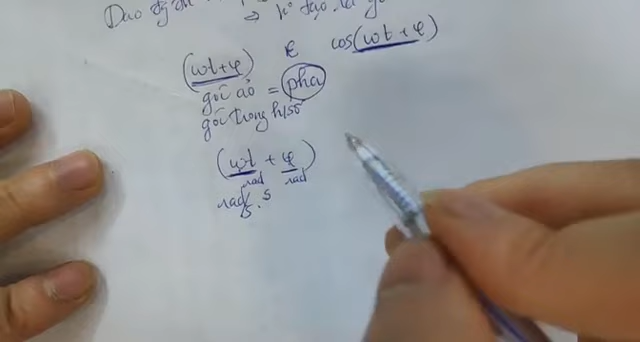 Dao động
⇒
(ωt+φ) ∈ cos(ωt+φ)
góc ảo = pha
góc trong h/số
(ωt + φ)
rad rad
rad/s . s